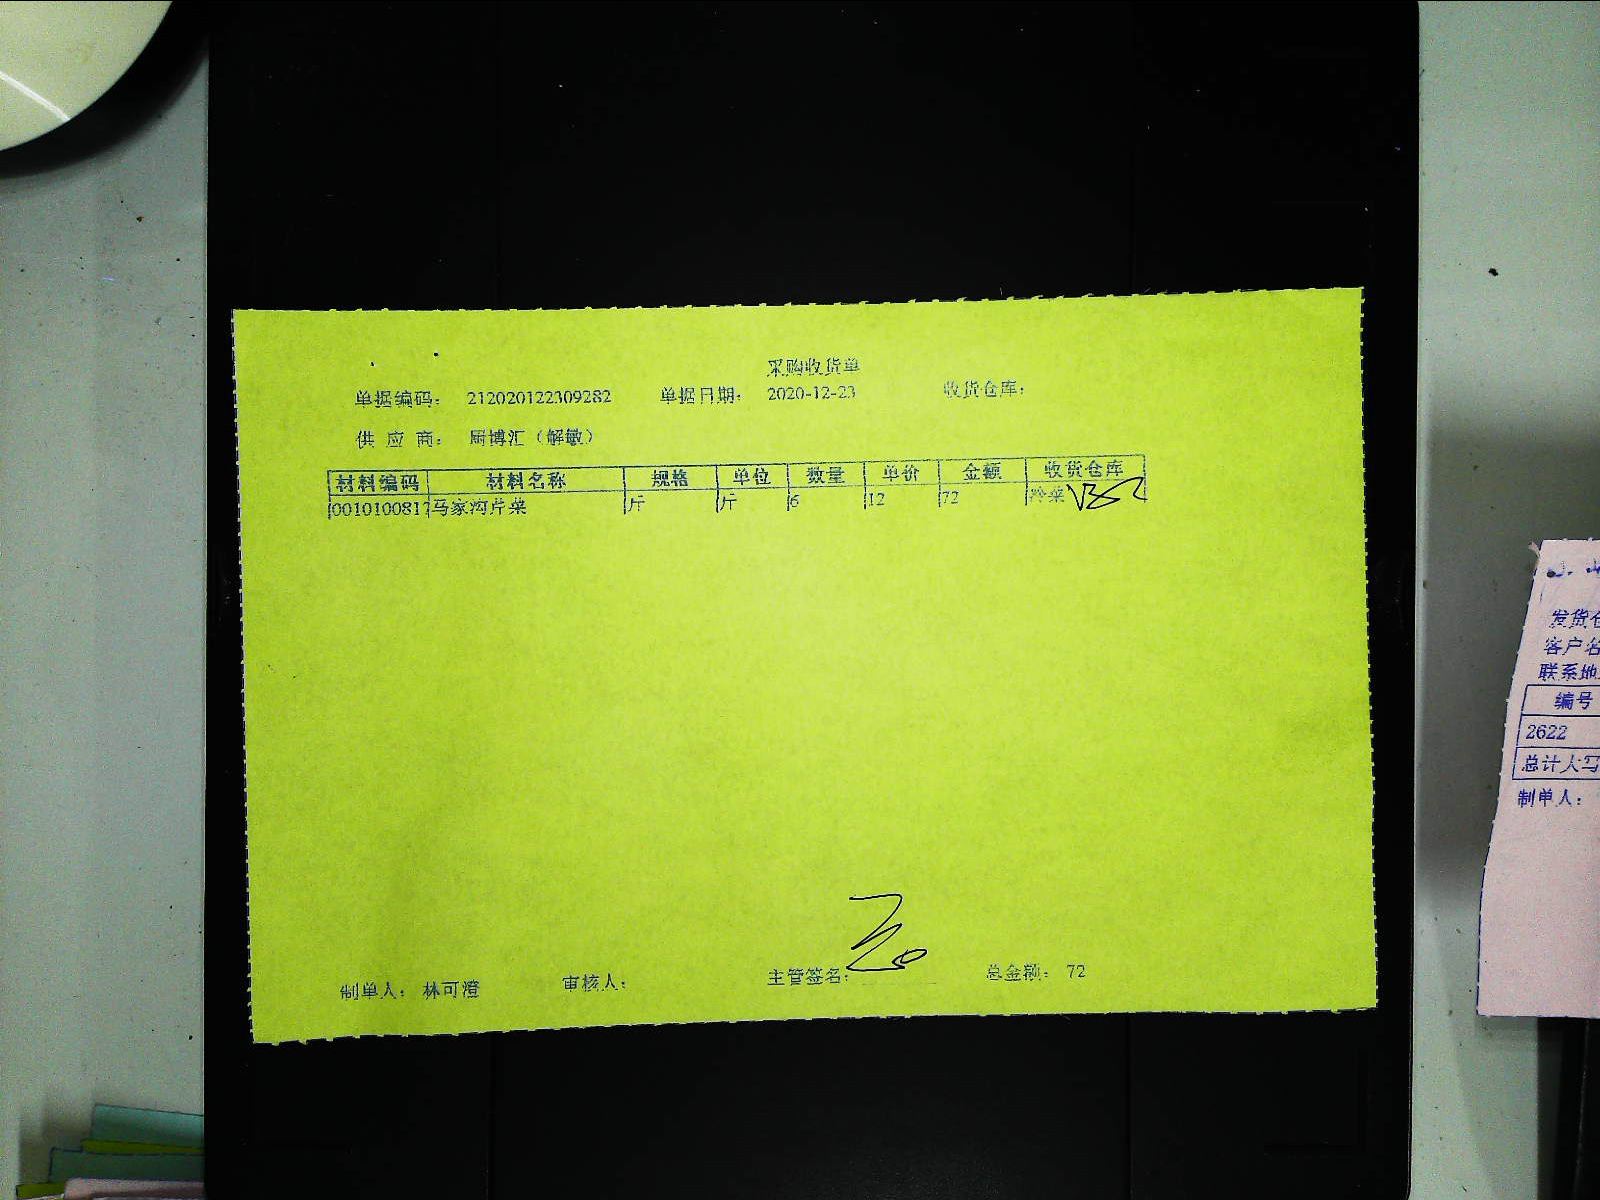 采购收货单
单据编码： 212020122309282 单据日期： 2020-12-23 收货仓库：
供 应 商： 厨博汇（解敏）
材料编码 材料名称 规格 单位 数量 单价 金额 收货仓库
0010100817 马家沟芹菜 斤 斤 6 12 72
制单人： 林可澄 审核人： 主管签名： 总金额： 72
发货
客户名
联系地
编号
2622
总计大写
制单人：